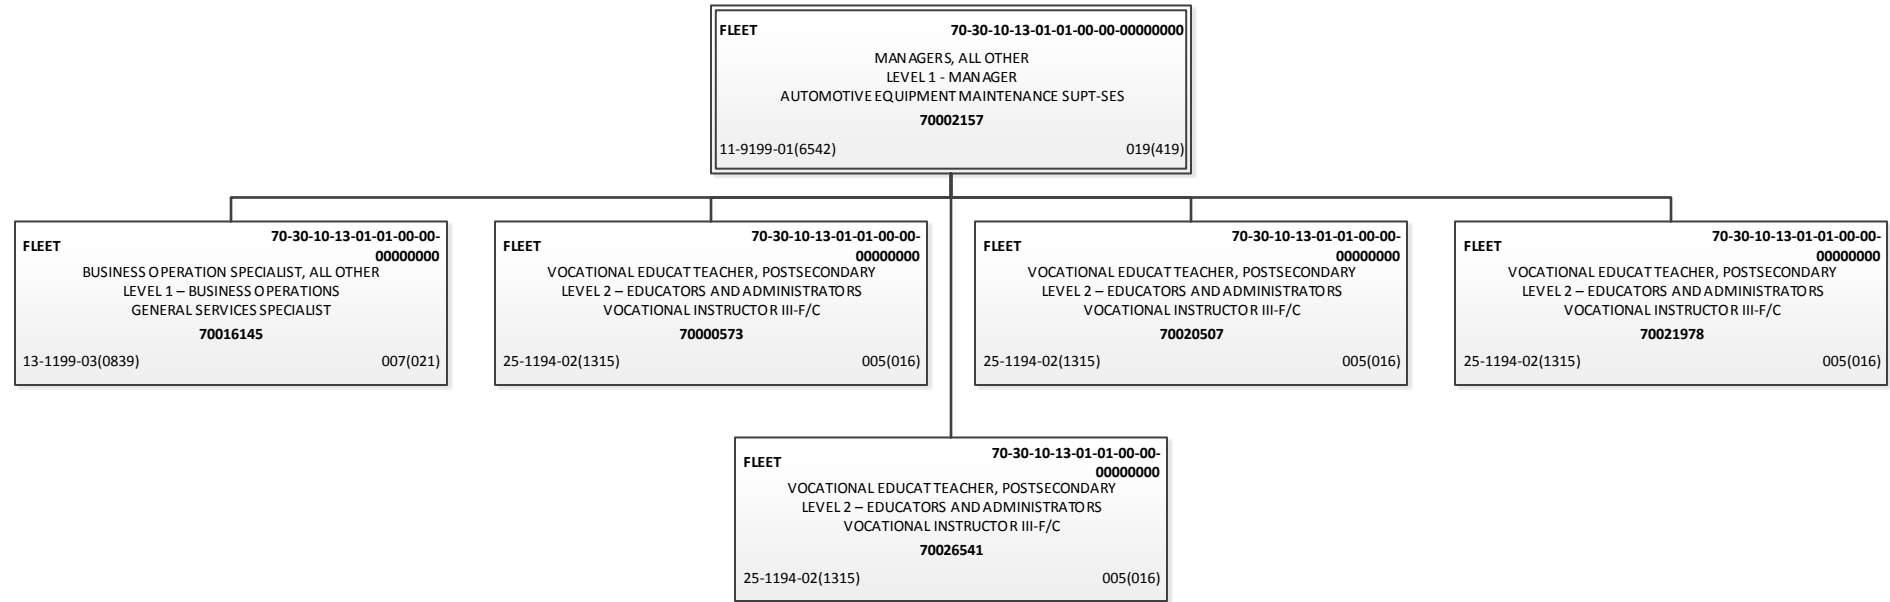 FLEET 70-30-10-13-01-01-00-00-00000000
MANAGERS, ALL OTHER
LEVEL 1 - MANAGER
AUTOMOTIVE EQUIPMENT MAINTENANCE SUPT-SES
70002157
11-9199-01(6542) 019(419)
FLEET 70-30-10-13-01-01-00-00-
00000000
BUSINESS OPERATION SPECIALIST, ALL OTHER
LEVEL 1 – BUSINESS OPERATIONS
GENERAL SERVICES SPECIALIST
70016145
13-1199-03(0839) 007(021)
FLEET 70-30-10-13-01-01-00-00-
00000000
VOCATIONAL EDUCAT TEACHER, POSTSECONDARY
LEVEL 2 – EDUCATORS AND ADMINISTRATORS
VOCATIONAL INSTRUCTOR III-F/C
70000573
25-1194-02(1315) 005(016)
FLEET 70-30-10-13-01-01-00-00-
00000000
VOCATIONAL EDUCAT TEACHER, POSTSECONDARY
LEVEL 2 – EDUCATORS AND ADMINISTRATORS
VOCATIONAL INSTRUCTOR III-F/C
70020507
25-1194-02(1315) 005(016)
FLEET 70-30-10-13-01-01-00-00-
00000000
VOCATIONAL EDUCAT TEACHER, POSTSECONDARY
LEVEL 2 – EDUCATORS AND ADMINISTRATORS
VOCATIONAL INSTRUCTOR III-F/C
70021978
25-1194-02(1315) 005(016)
FLEET 70-30-10-13-01-01-00-00-
00000000
VOCATIONAL EDUCAT TEACHER, POSTSECONDARY
LEVEL 2 – EDUCATORS AND ADMINISTRATORS
VOCATIONAL INSTRUCTOR III-F/C
70026541
25-1194-02(1315) 005(016)